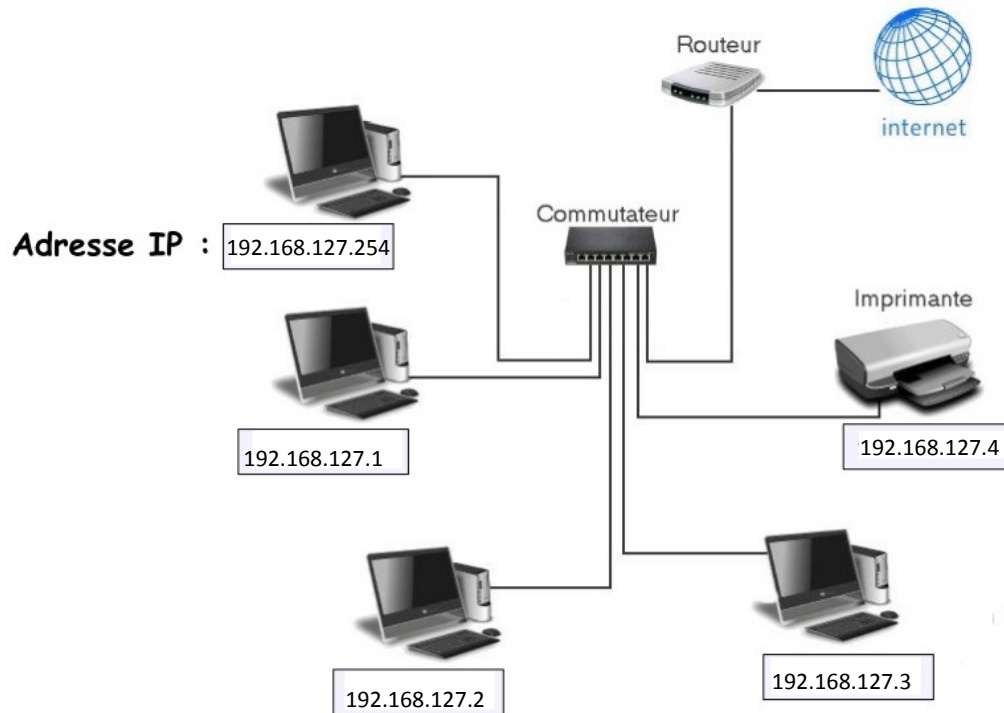 Routeur
internet
Commutateur
Adresse IP : 192.168.127.254
Imprimante
192.168.127.1
192.168.127.4
192.168.127.2
192.168.127.3